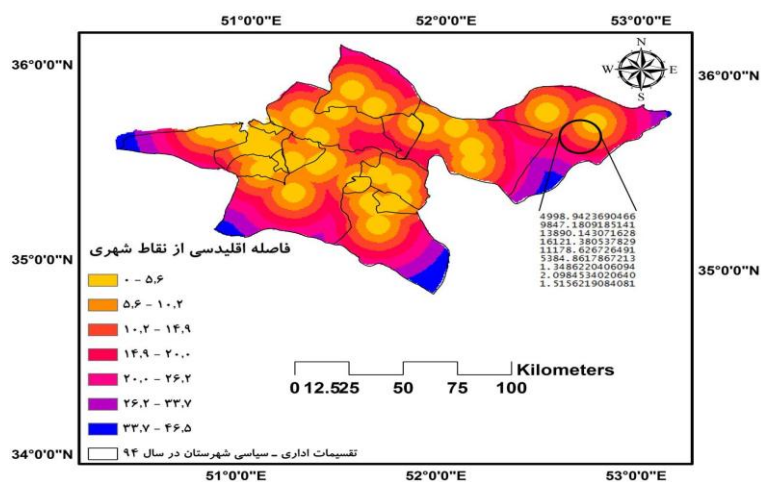 51°0'0"E 52°0'0"E 53°0'0"E
36°0'0"N 36°0'0"N
N
W E
S
4998.9423690466
9847.1809185141
13890.143071628
16121.380537829
11178.626726491
5384.8617867213
1.3486220406094
2.0984534020640
1.5156219084081
35°0'0"N 35°0'0"N
فاصله اقلیدسی از نقاط شهری
۰ - ۵,۶
۵,۶ - ۱۰,۲
۱۰,۲ - ۱۴,۹
۱۴,۹ - ۲۰,۰
۲۰,۰ - ۲۶,۲
۲۶,۲ - ۳۳,۷
۳۳,۷ - ۴۶,۵
تقسیمات اداری - سیاسی شهرستان در سال ۹۴
Kilometers
0 12.525 50 75 100
34°0'0"N 34°0'0"N
51°0'0"E 52°0'0"E 53°0'0"E